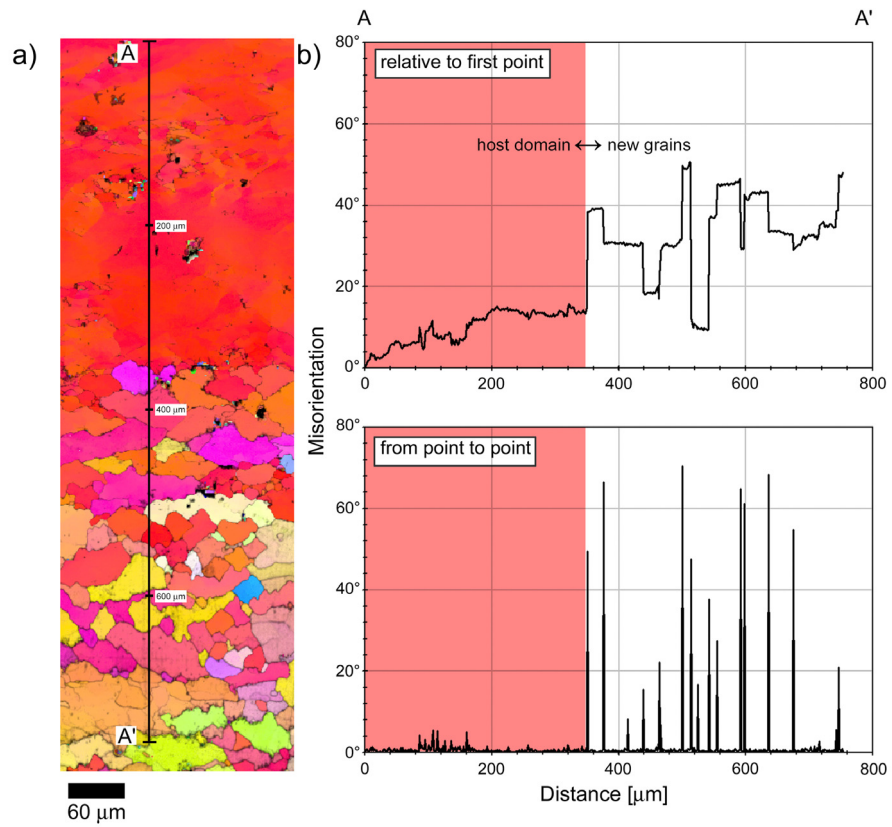 a)
A
200 μm
400 μm
600 μm
A'
60 μm
b)
A
A'
80°
relative to first point
60°
host domain ↔ new grains
40°
20°
0°
0
200
400
600
800
Misorientation
80°
from point to point
60°
40°
20°
0°
0
200
400
600
800
Distance [μm]